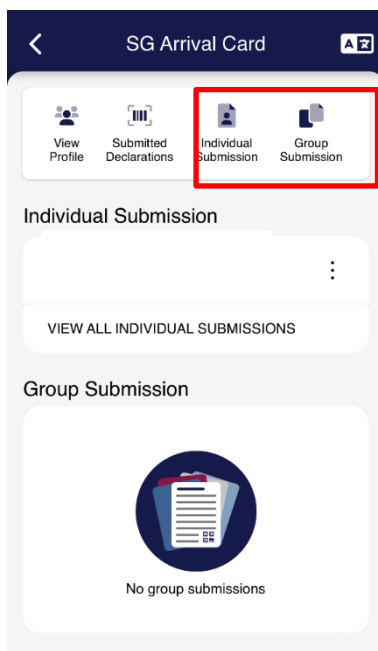 SG Arrival Card
A 文
View Profile
Submitted Declarations
Individual Submission
Group Submission
Individual Submission
VIEW ALL INDIVIDUAL SUBMISSIONS
Group Submission
No group submissions